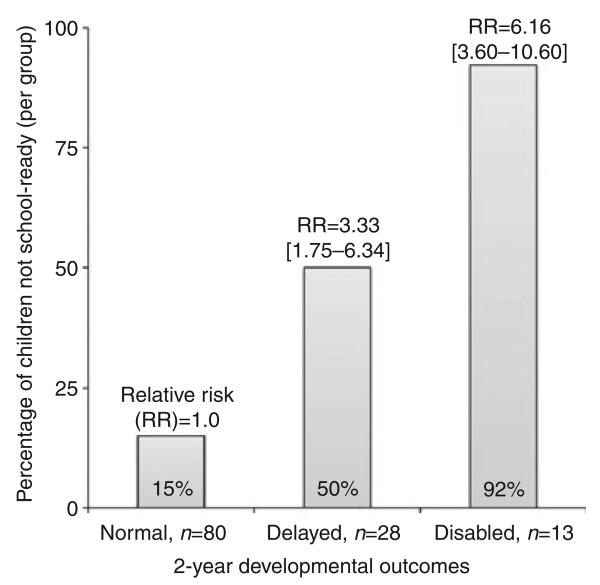 Percentage of children not school-ready (per group)
100
75
50
25
0
Relative risk
(RR)=1.0
15%
RR=3.33
[1.75–6.34]
50%
RR=6.16
[3.60–10.60]
92%
Normal, n=80
Delayed, n=28
Disabled, n=13
2-year developmental outcomes